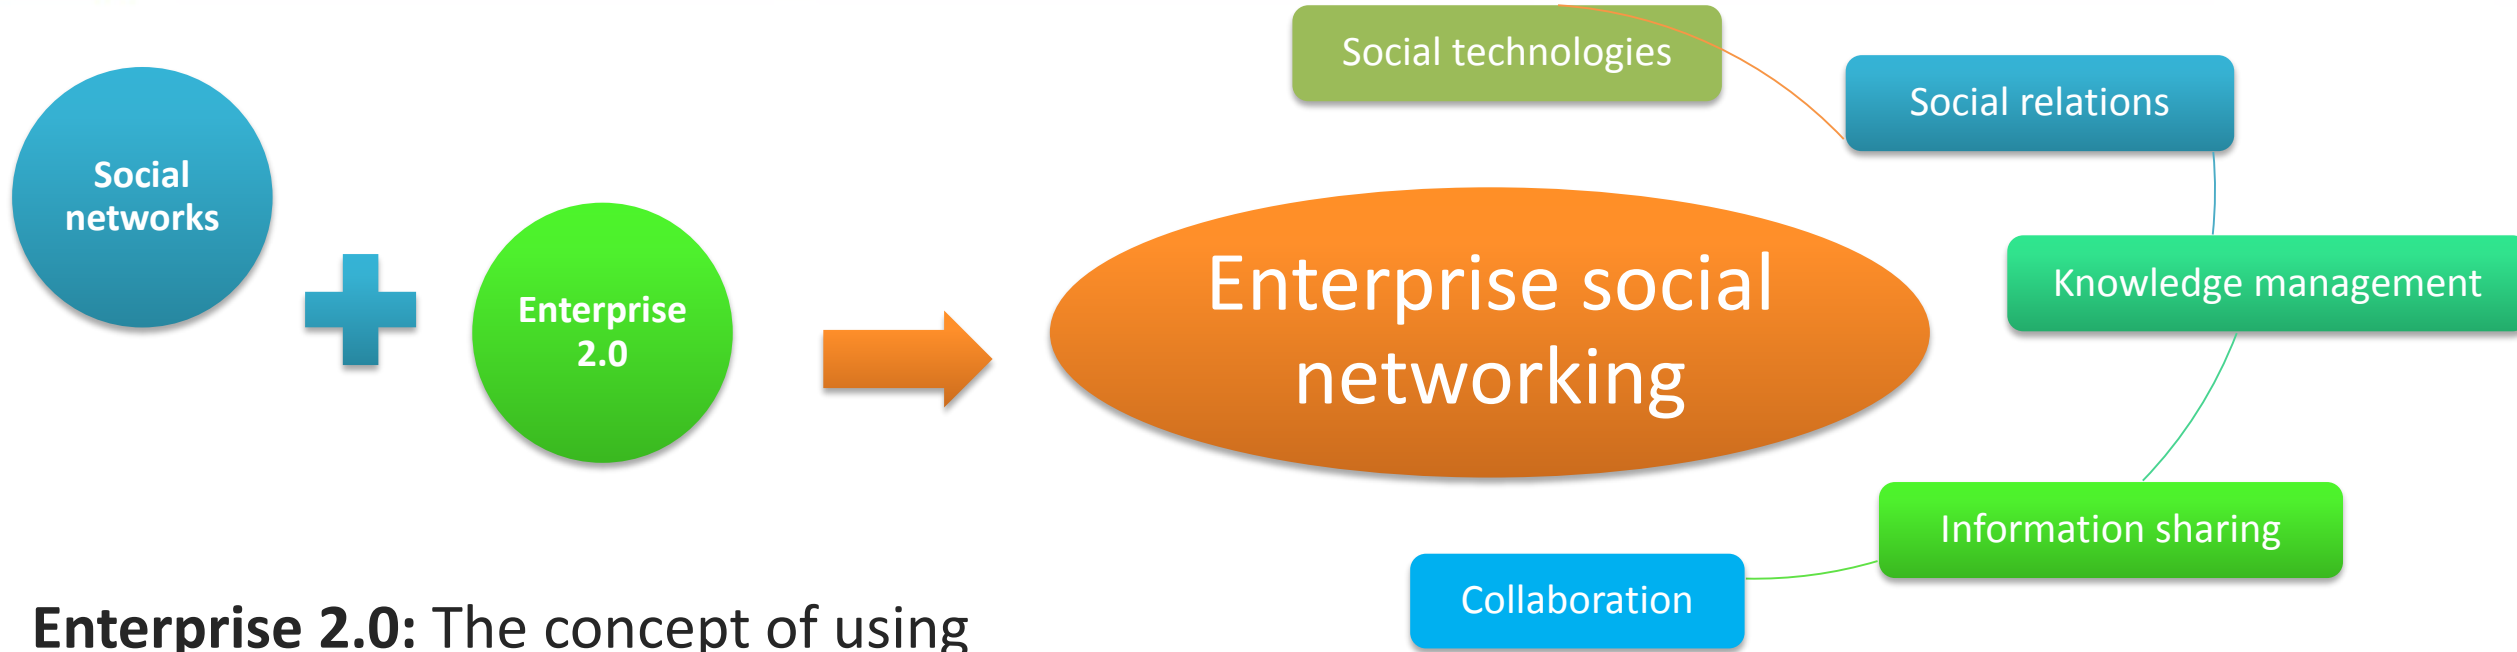 Social
networks
Enterprise
2.0
Enterprise social
networking
Social technologies
Social relations
Knowledge management
Information sharing
Collaboration
Enterprise 2.0: The concept of using